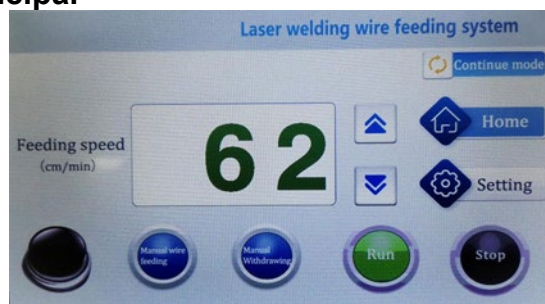 Laser welding wire feeding system
Continue mode
Feeding speed
(cm/min)
62
Home
Setting
Manual wire
feeding
Manual
Withdrawing
Run
Stop